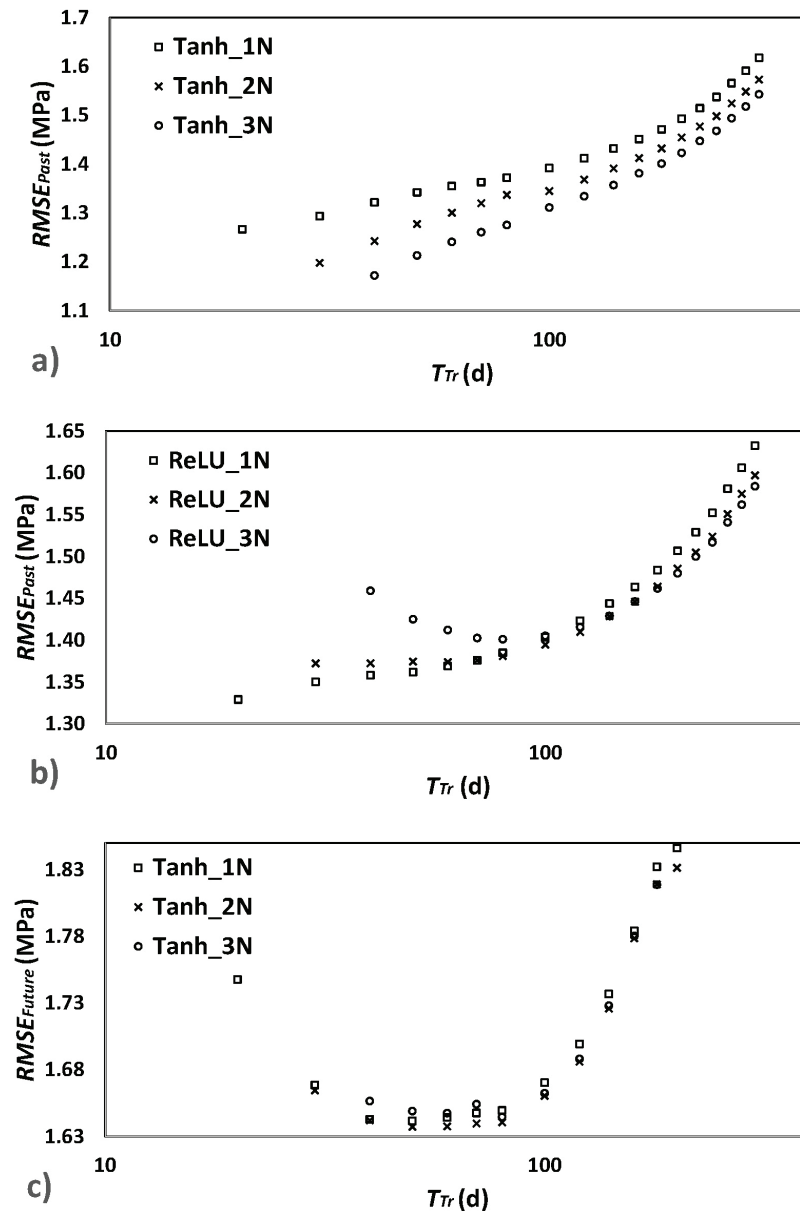 1.7
1.6
1.5
1.4
1.3
1.2
1.1
RMSEPast (MPa)
Tanh_1N
Tanh_2N
Tanh_3N
10
100
a)
TTr (d)
1.65
1.60
1.55
1.50
1.45
1.40
1.35
1.30
RMSEPast (MPa)
ReLU_1N
ReLU_2N
ReLU_3N
10
100
b)
TTr (d)
1.83
1.78
1.73
1.68
1.63
RMSEFuture (MPa)
Tanh_1N
Tanh_2N
Tanh_3N
10
100
c)
TTr (d)